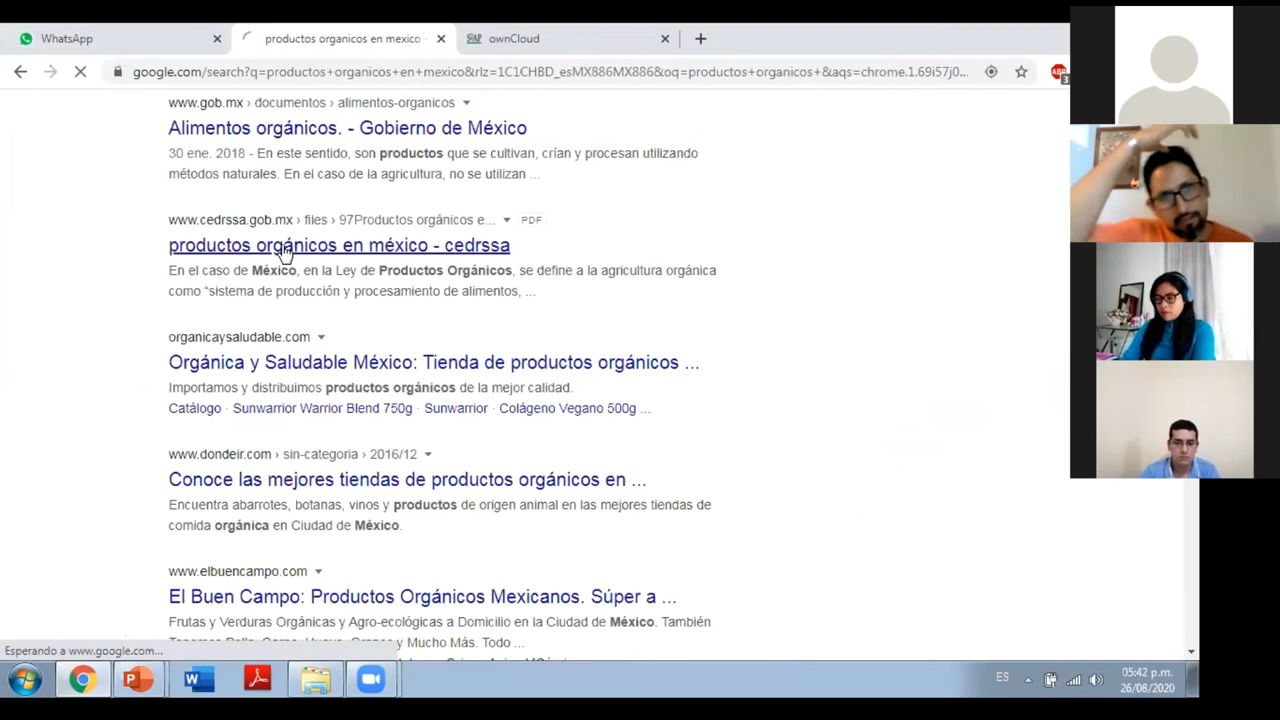 WhatsApp
productos organicos en mexico -
ownCloud
google.com/search?q=productos+organicos+en+mexico&rlz=1C1CHBD_esMX886MX886&oq=productos+organicos+&aqs=chrome.1.69i57j0...
ABP
3
www.gob.mx › documentos › alimentos-organicos
Alimentos orgánicos. - Gobierno de México
30 ene. 2018 - En este sentido, son productos que se cultivan, crían y procesan utilizando
métodos naturales. En el caso de la agricultura, no se utilizan ...
www.cedrssa.gob.mx › files › 97Productos orgánicos e... PDF
productos orgánicos en méxico - cedrssa
En el caso de México, en la Ley de Productos Orgánicos, se define a la agricultura orgánica
como “sistema de producción y procesamiento de alimentos, ...
organicaysaludable.com
Orgánica y Saludable México: Tienda de productos orgánicos ...
Importamos y distribuimos productos orgánicos de la mejor calidad.
Catálogo · Sunwarrior Warrior Blend 750g · Sunwarrior · Colágeno Vegano 500g ...
www.dondeir.com › sin-categoria › 2016/12
Conoce las mejores tiendas de productos orgánicos en ...
Encuentra abarrotes, botanas, vinos y productos de origen animal en las mejores tiendas de
comida orgánica en Ciudad de México.
www.elbuencampo.com
El Buen Campo: Productos Orgánicos Mexicanos. Súper a ...
Frutas y Verduras Orgánicas y Agro-ecológicas a Domicilio en la Ciudad de México. También
y Mucho Más. Todo ...
Esperando a www.google.com...
ES
05:42 p.m.
26/08/2020